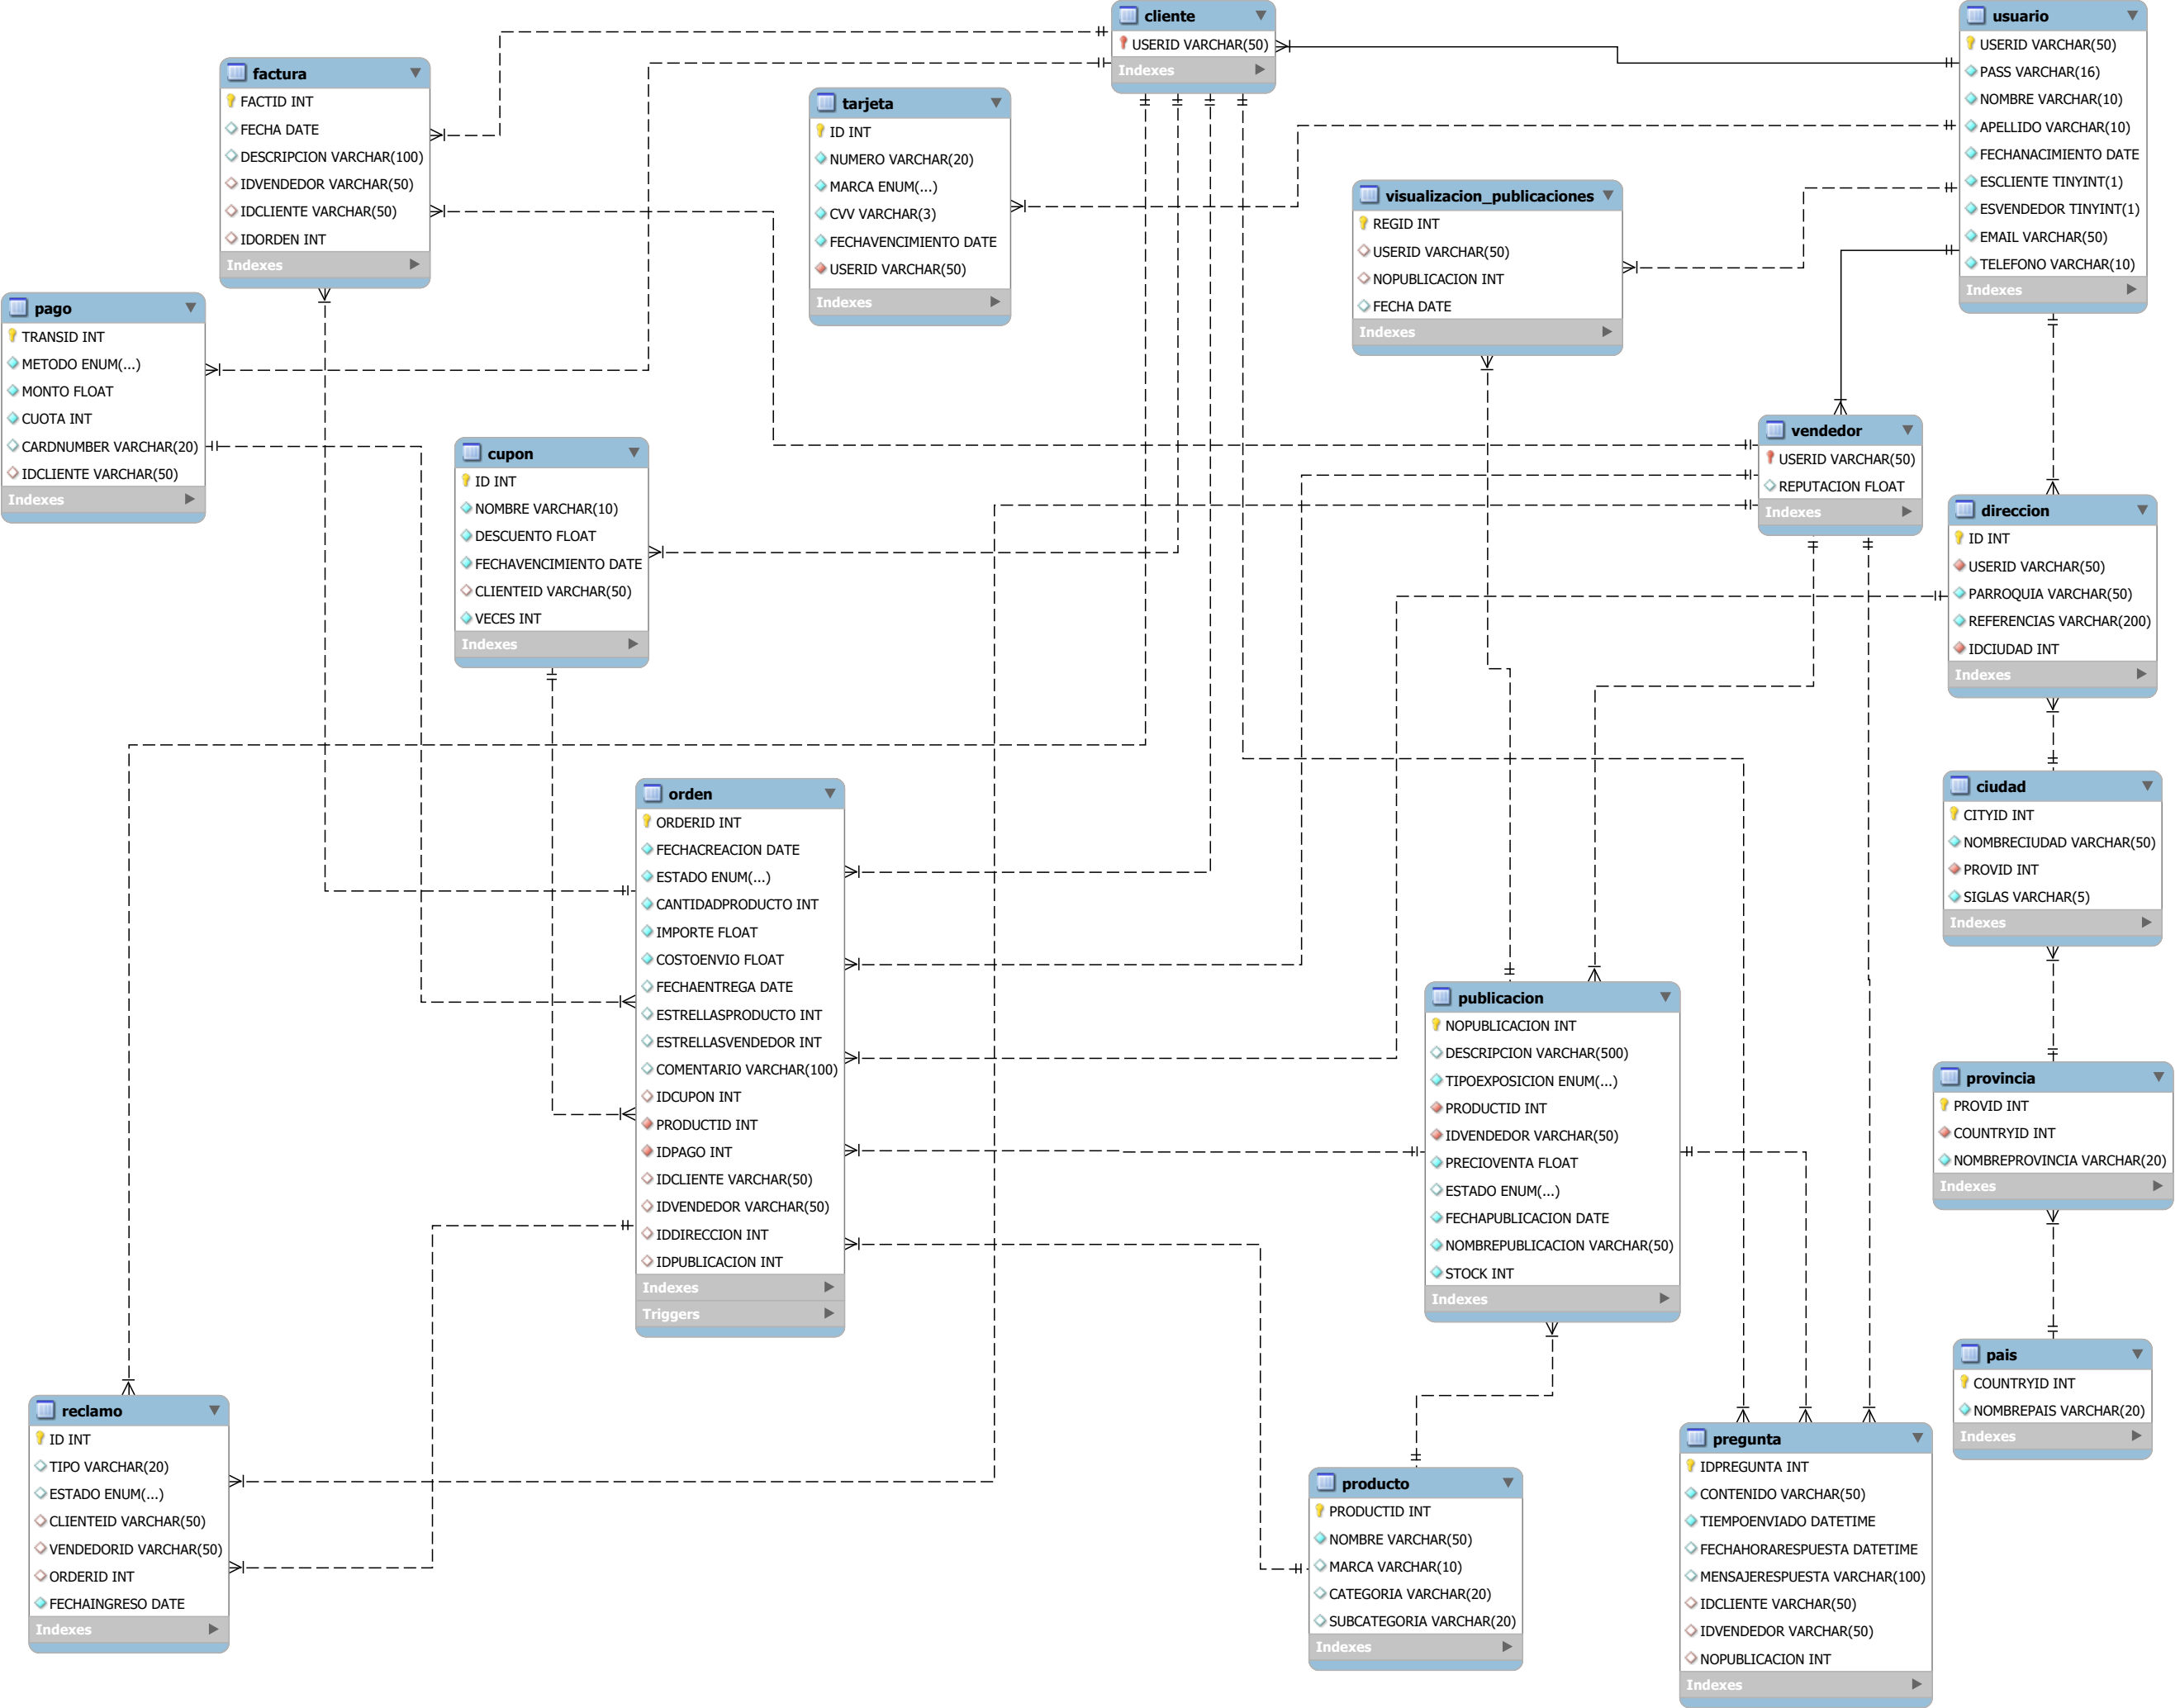 cliente
USERID VARCHAR(50)
Indexes
usuario
USERID VARCHAR(50)
PASS VARCHAR(16)
NOMBRE VARCHAR(10)
APELLIDO VARCHAR(10)
FECHANACIMIENTO DATE
ESCLIENTE TINYINT(1)
ESVENDEDOR TINYINT(1)
EMAIL VARCHAR(50)
TELEFONO VARCHAR(10)
Indexes
factura
FACTID INT
FECHA DATE
DESCRIPCION VARCHAR(100)
IDVENDEDOR VARCHAR(50)
IDCLIENTE VARCHAR(50)
IDORDEN INT
Indexes
tarjeta
ID INT
NUMERO VARCHAR(20)
MARCA ENUM(...)
CVV VARCHAR(3)
FECHAVENCIMIENTO DATE
USERID VARCHAR(50)
Indexes
visualizacion_publicaciones
REGID INT
USERID VARCHAR(50)
NOPUBLICACION INT
FECHA DATE
Indexes
pago
TRANSID INT
METODO ENUM(...)
MONTO FLOAT
CUOTA INT
CARDNUMBER VARCHAR(20)
IDCLIENTE VARCHAR(50)
Indexes
vendedor
USERID VARCHAR(50)
REPUTACION FLOAT
Indexes
cupon
ID INT
NOMBRE VARCHAR(10)
DESCUENTO FLOAT
FECHAVENCIMIENTO DATE
CLIENTEID VARCHAR(50)
VECES INT
Indexes
direccion
ID INT
USERID VARCHAR(50)
PARROQUIA VARCHAR(50)
REFERENCIAS VARCHAR(200)
IDCIUDAD INT
Indexes
ciudad
CITYID INT
NOMBRECIUDAD VARCHAR(50)
PROVID INT
SIGLAS VARCHAR(5)
Indexes
orden
ORDERID INT
FECHACREACION DATE
ESTADO ENUM(...)
CANTIDADPRODUCTO INT
IMPORTE FLOAT
COSTOENVIO FLOAT
FECHAENTREGA DATE
ESTRELLASPRODUCTO INT
ESTRELLASVENDEDOR INT
COMENTARIO VARCHAR(100)
IDCUPON INT
PRODUCTID INT
IDPAGO INT
IDCLIENTE VARCHAR(50)
IDVENDEDOR VARCHAR(50)
IDDIRECCION INT
IDPUBLICACION INT
Indexes
Triggers
publicacion
NOPUBLICACION INT
DESCRIPCION VARCHAR(500)
TIPOEXPOSICION ENUM(...)
PRODUCTID INT
IDVENDEDOR VARCHAR(50)
PRECIOVENTA FLOAT
ESTADO ENUM(...)
FECHAPUBLICACION DATE
NOMBREPUBLICACION VARCHAR(50)
STOCK INT
Indexes
provincia
PROVID INT
COUNTRYID INT
NOMBREPROVINCIA VARCHAR(20)
Indexes
pais
COUNTRYID INT
NOMBREPAIS VARCHAR(20)
Indexes
reclamo
ID INT
TIPO VARCHAR(20)
ESTADO ENUM(...)
CLIENTEID VARCHAR(50)
VENDEDORID VARCHAR(50)
ORDERID INT
FECHAINGRESO DATE
Indexes
producto
PRODUCTID INT
NOMBRE VARCHAR(50)
MARCA VARCHAR(10)
CATEGORIA VARCHAR(20)
SUBCATEGORIA VARCHAR(20)
Indexes
pregunta
IDPREGUNTA INT
CONTENIDO VARCHAR(50)
TIEMPOENVIADO DATETIME
FECHAHORARESPUESTA DATETIME
MENSAJERESPUESTA VARCHAR(100)
IDCLIENTE VARCHAR(50)
IDVENDEDOR VARCHAR(50)
NOPUBLICACION INT
Indexes